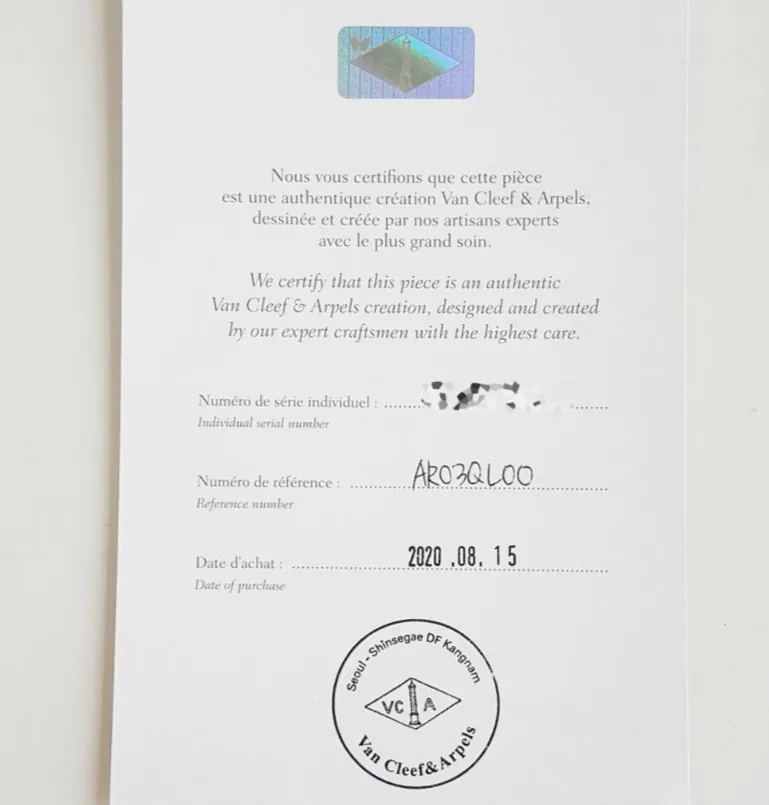 Nous vous certifions que cette pièce
est une authentique création Van Cleef & Arpels,
dessinée et créée par nos artisans experts
avec le plus grand soin.
We certify that this piece is an authentic
Van Cleef & Arpels creation, designed and created
by our expert craftsmen with the highest care.
Numéro de série individuel :
Individual serial number
Numéro de référence : ARO3QLOO
Reference number
Date d'achat : 2020 .08. 15
Date of purchase
Seoul - Shinsegae DF Kangnam
VC A
Van Cleef&Arpels